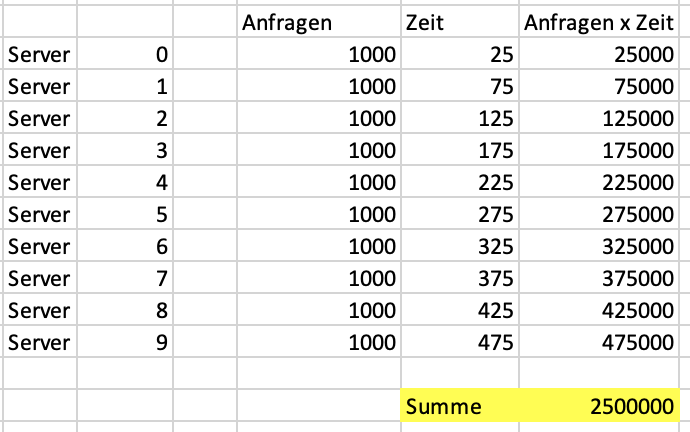 Anfragen Zeit Anfragen x Zeit
Server 0 1000 25 25000
Server 1 1000 75 75000
Server 2 1000 125 125000
Server 3 1000 175 175000
Server 4 1000 225 225000
Server 5 1000 275 275000
Server 6 1000 325 325000
Server 7 1000 375 375000
Server 8 1000 425 425000
Server 9 1000 475 475000
Summe 2500000